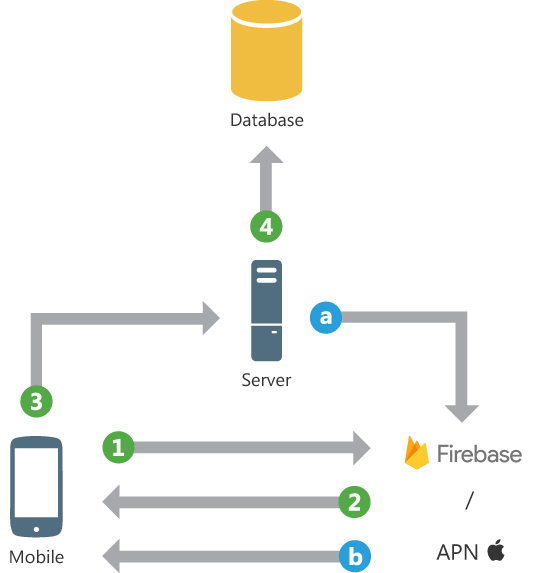 Database
4
a
Server
3
1
Firebase
2
/
Mobile
b
APN